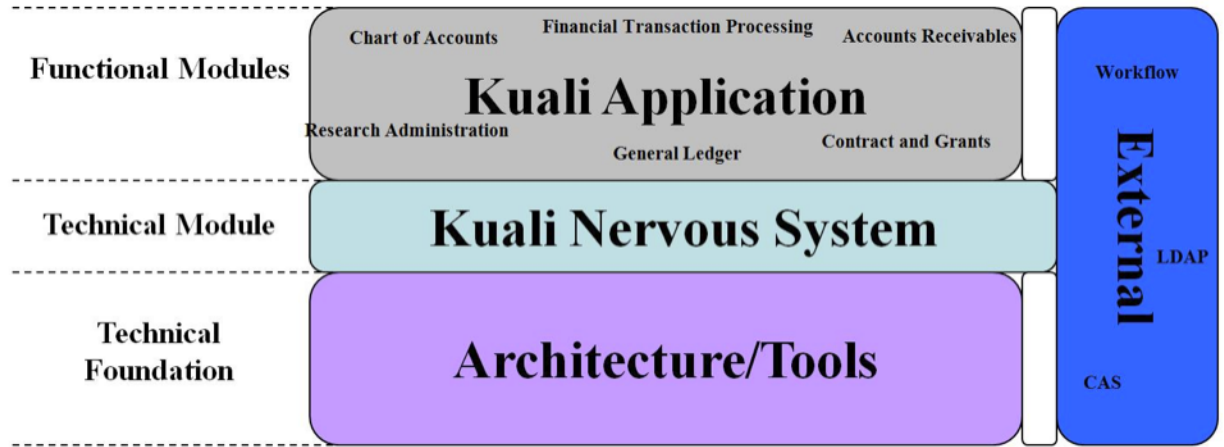 Functional Modules
Chart of Accounts
Financial Transaction Processing
Accounts Receivables
Kuali Application
Research Administration
General Ledger
Contract and Grants
Technical Module
Kuali Nervous System
Technical
Foundation
Architecture/Tools
Workflow
External
LDAP
CAS